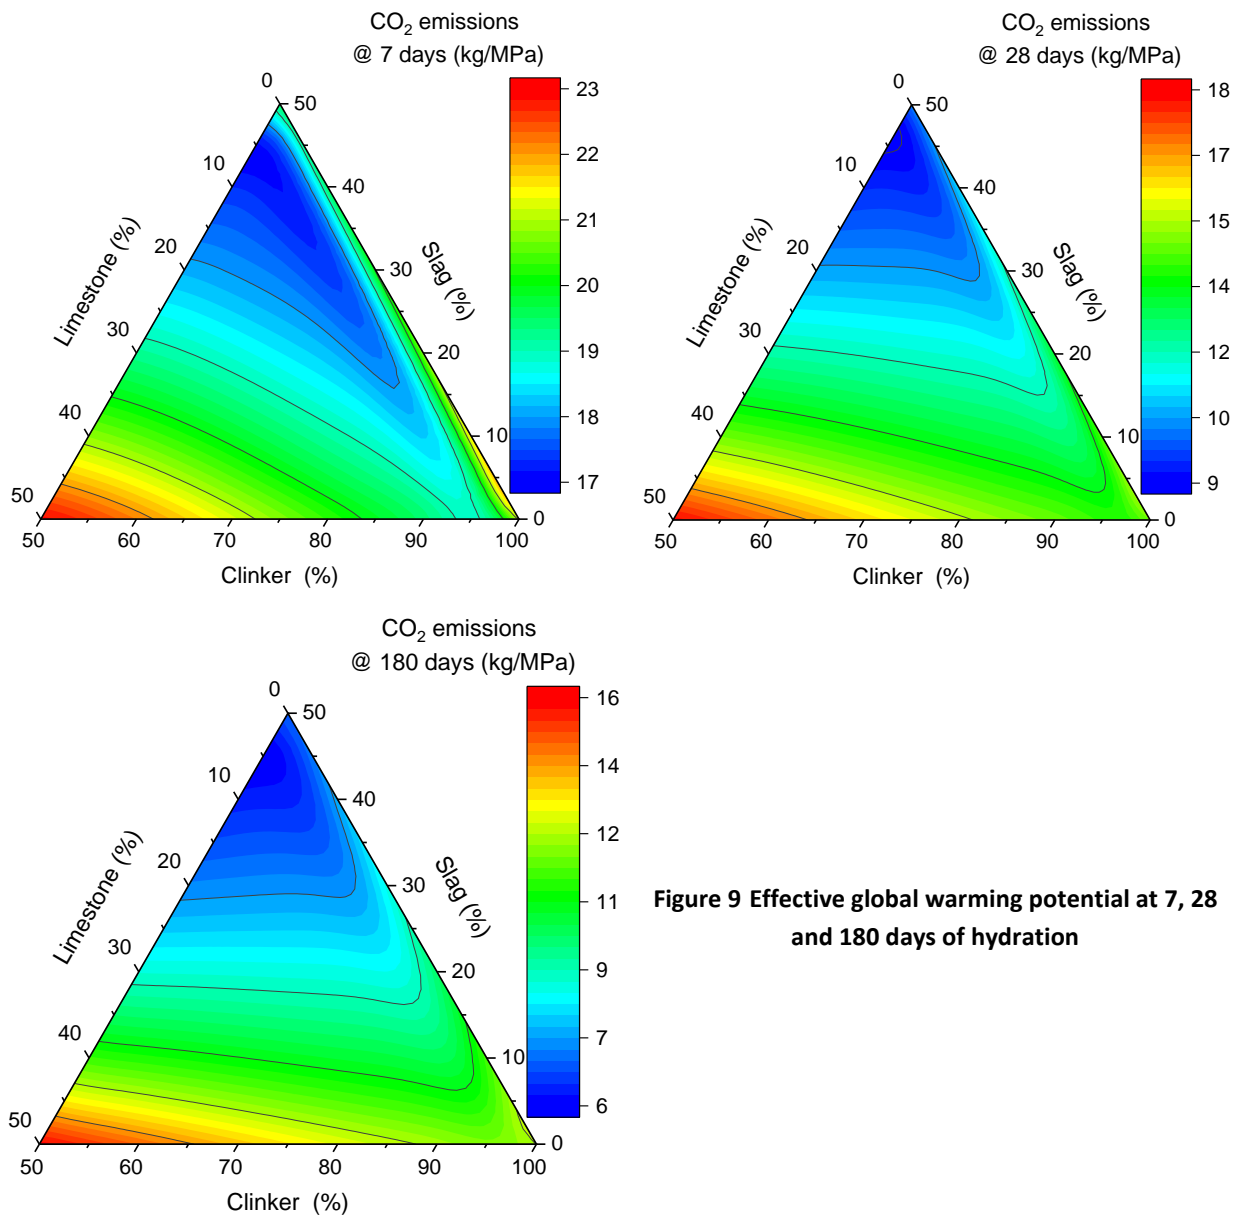 CO₂ emissions
@ 7 days (kg/MPa)
0
50
10
40
20
30
30
20
40
10
50
0
50 60 70 80 90 100
Limestone (%)
Slag (%)
Clinker (%)
23
22
21
20
19
18
17
CO₂ emissions
@ 28 days (kg/MPa)
0
50
10
40
20
30
30
20
40
10
50
0
50 60 70 80 90 100
Limestone (%)
Slag (%)
Clinker (%)
18
17
15
14
12
10
9
CO₂ emissions
@ 180 days (kg/MPa)
0
50
10
40
20
30
30
20
40
10
50
0
50 60 70 80 90 100
Limestone (%)
Slag (%)
Clinker (%)
16
14
12
11
9
7
6
Figure 9 Effective global warming potential at 7, 28
and 180 days of hydration